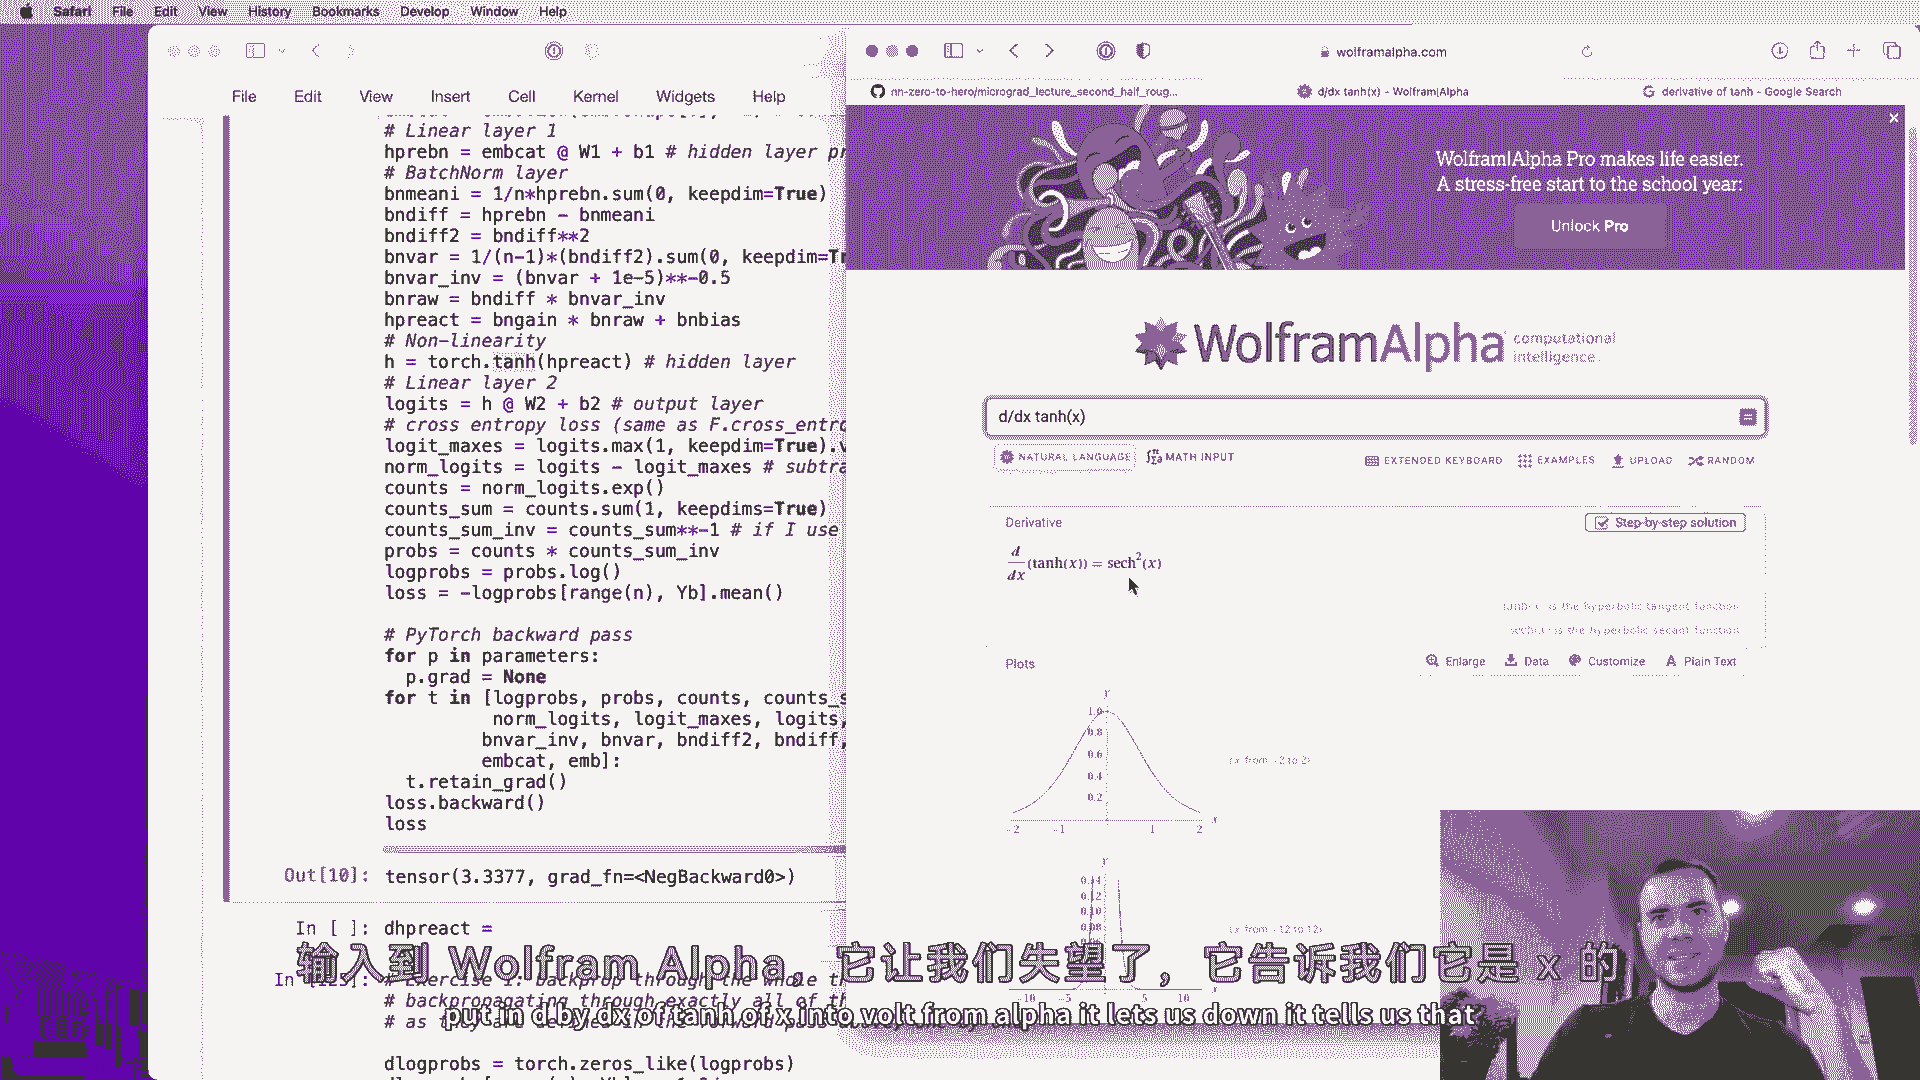 Safari File Edit View History Bookmarks Develop Window Help
File Edit View Insert Cell Kernel Widgets Help
# Linear layer 1
hprebn = embcat @ W1 + b1 # hidden layer pr
# BatchNorm layer
bnmeani = 1/n*hprebn.sum(0, keepdim=True)
bndiff = hprebn - bnmeani
bndiff2 = bndiff**2
bnvar = 1/(n-1)*(bndiff2).sum(0, keepdim=Tr
bnvar_inv = (bnvar + 1e-5)**-0.5
bnraw = bndiff * bnvar_inv
hpreact = bngain * bnraw + bnbias
# Non-linearity
h = torch.tanh(hpreact) # hidden layer
# Linear layer 2
logits = h @ W2 + b2 # output layer
# cross entropy loss (same as F.cross_entro
logit_maxes = logits.max(1, keepdim=True).v
norm_logits = logits - logit_maxes # subtra
counts = norm_logits.exp()
counts_sum = counts.sum(1, keepdims=True)
counts_sum_inv = counts_sum**-1 # if I use
probs = counts * counts_sum_inv
logprobs = probs.log()
loss = -logprobs[range(n), Yb].mean()
# PyTorch backward pass
for p in parameters:
p.grad = None
for t in [logprobs, probs, counts, counts_s
norm_logits, logit_maxes, logits,
bnvar_inv, bnvar, bndiff2, bndiff,
embcat, emb]:
t.retain_grad()
loss.backward()
loss
Out[10]: tensor(3.3377, grad_fn=<NegBackward0>)
In [ ]: dhpreact =
# Exercise 1: backprop through the whole th
# backpropagating through exactly all of th
# as they are defined in the forward pass
dlogprobs = torch.zeros_like(logprobs)
wolframalpha.com
nn-zero-to-hero/micrograd_lecture_second_half_roug...
d/dx tanh(x) - Wolfram|Alpha
derivative of tanh - Google Search
Wolfram|Alpha Pro makes life easier.
A stress-free start to the school year:
Unlock Pro
WolframAlpha computational intelligence.
d/dx tanh(x)
NATURAL LANGUAGE MATH INPUT EXTENDED KEYBOARD EXAMPLES UPLOAD RANDOM
Derivative
Step-by-step solution
d/dx (tanh(x)) = sech²(x)
tanh(x) is the hyperbolic tangent function
sech(x) is the hyperbolic secant function
Plots
Enlarge Data Customize Plain Text
y
1.0
0.8
0.6
0.4
0.2
-2 -1 1 2 x
(x from -2 to 2)
y
0.14
0.12
0.10
0.08
(x from -12 to 12)
-10 -5 5 10
输入到 Wolfram Alpha，它让我们失望了，它告诉我们它是 x 的
put in d by dx of tanh of x into volt from alpha it lets us down it tells us that